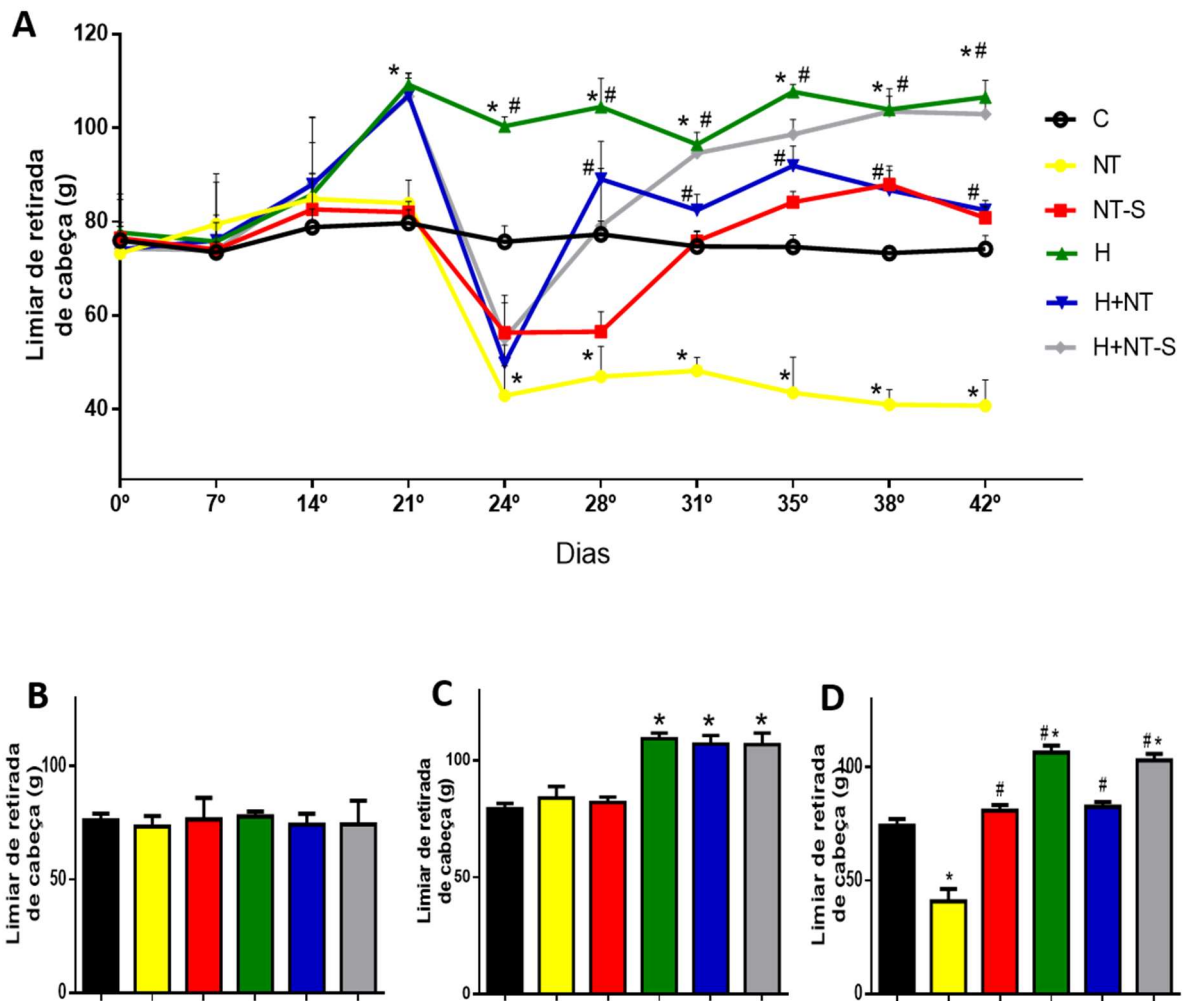 A
Limiar de retirada
de cabeça (g)
120
100
80
60
40
* * # * # * # * # * # * #
# # # # #
* * * * * *
0º 7º 14º 21º 24º 28º 31º 35º 38º 42º
Dias
C
NT
NT-S
H
H+NT
H+NT-S
B
Limiar de retirada
de cabeça (g)
100
50
0
C
Limiar de retirada
de cabeça (g)
100
50
0
* * *
D
Limiar de retirada
de cabeça (g)
100
50
0
* # #* # #*